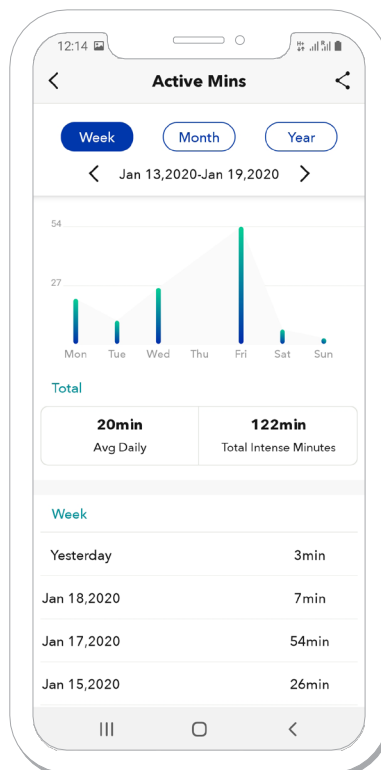 12:14
Active Mins
Week Month Year
Jan 13,2020-Jan 19,2020
54
27
Mon Tue Wed Thu Fri Sat Sun
Total
20min 122min
Avg Daily Total Intense Minutes
Week
Yesterday 3min
Jan 18,2020 7min
Jan 17,2020 54min
Jan 15,2020 26min